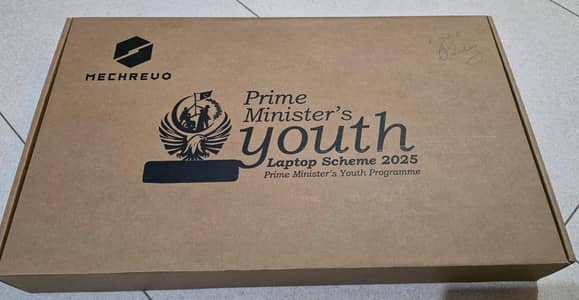 MECHREVO
Prime
Minister's
youth
Laptop Scheme 2025
Prime Minister's Youth Programme